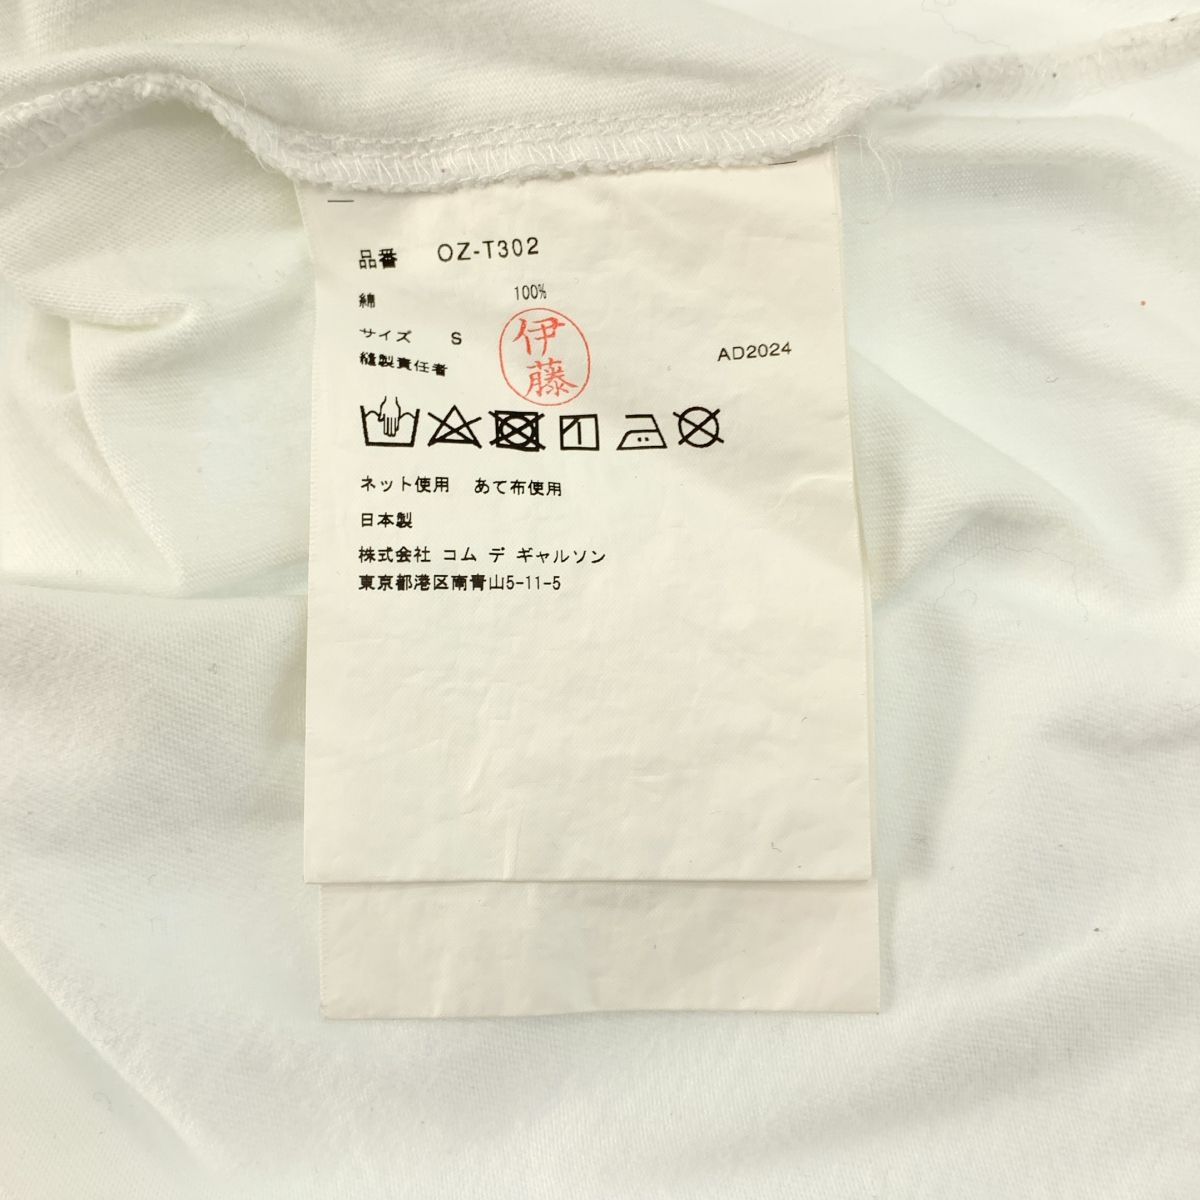 品番 OZ-T302
綿 100%
サイズ S
伊藤
AD2024
縫製責任者
ネット使用 あて布使用
日本製
株式会社 コム デ ギャルソン
東京都港区南青山5-11-5